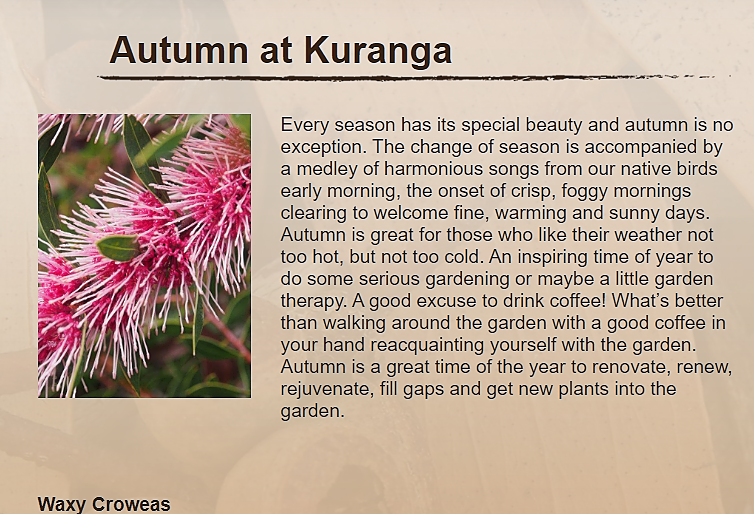 Autumn at Kuranga
Every season has its special beauty and autumn is no
exception. The change of season is accompanied by
a medley of harmonious songs from our native birds
early morning, the onset of crisp, foggy mornings
clearing to welcome fine, warming and sunny days.
Autumn is great for those who like their weather not
too hot, but not too cold. An inspiring time of year to
do some serious gardening or maybe a little garden
therapy. A good excuse to drink coffee! What’s better
than walking around the garden with a good coffee in
your hand reacquainting yourself with the garden.
Autumn is a great time of the year to renovate, renew,
rejuvenate, fill gaps and get new plants into the
garden.
Waxy Croweas